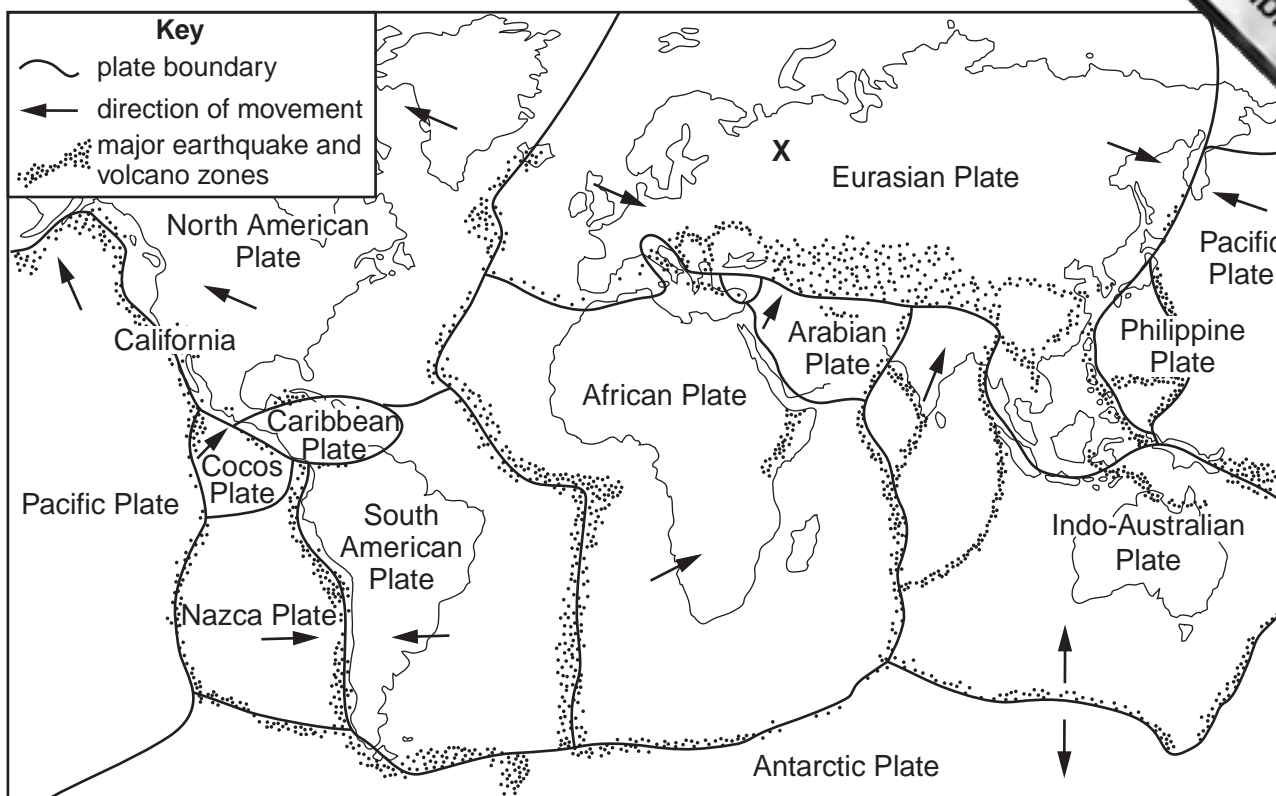 Key
plate boundary
direction of movement
major earthquake and
volcano zones
North American
Plate
X
Eurasian Plate
Pacific
Plate
California
Philippine
Plate
Arabian
Plate
African Plate
Caribbean
Plate
Cocos
Plate
Pacific Plate
South
American
Plate
Indo-Australian
Plate
Nazca Plate
Antarctic Plate